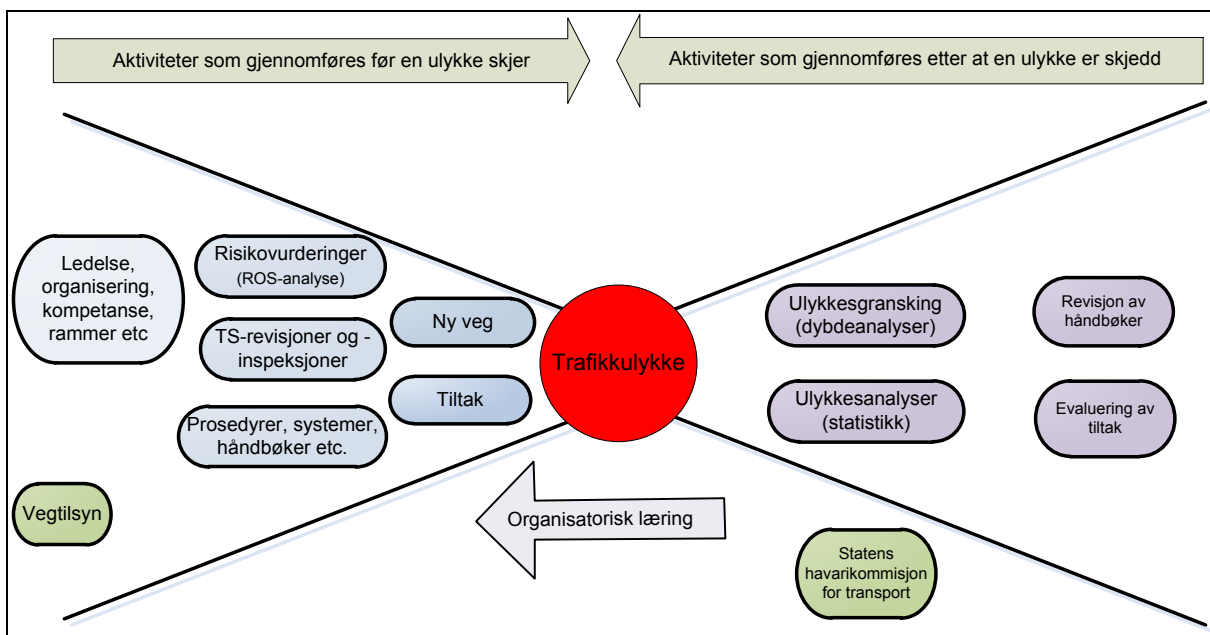 Aktiviteter som gjennomføres før en ulykke skjer
Aktiviteter som gjennomføres etter at en ulykke er skjedd
Ledelse,
organisering,
kompetanse,
rammer etc
Risikovurderinger
(ROS-analyse)
TS-revisjoner og -
inspeksjoner
Prosedyrer, systemer,
håndbøker etc.
Ny veg
Tiltak
Trafikkulykke
Ulykkesgransking
(dybdeanalyser)
Ulykkesanalyser
(statistikk)
Revisjon av
håndbøker
Evaluering av
tiltak
Vegtilsyn
Organisatorisk læring
Statens
havarikommisjon
for transport